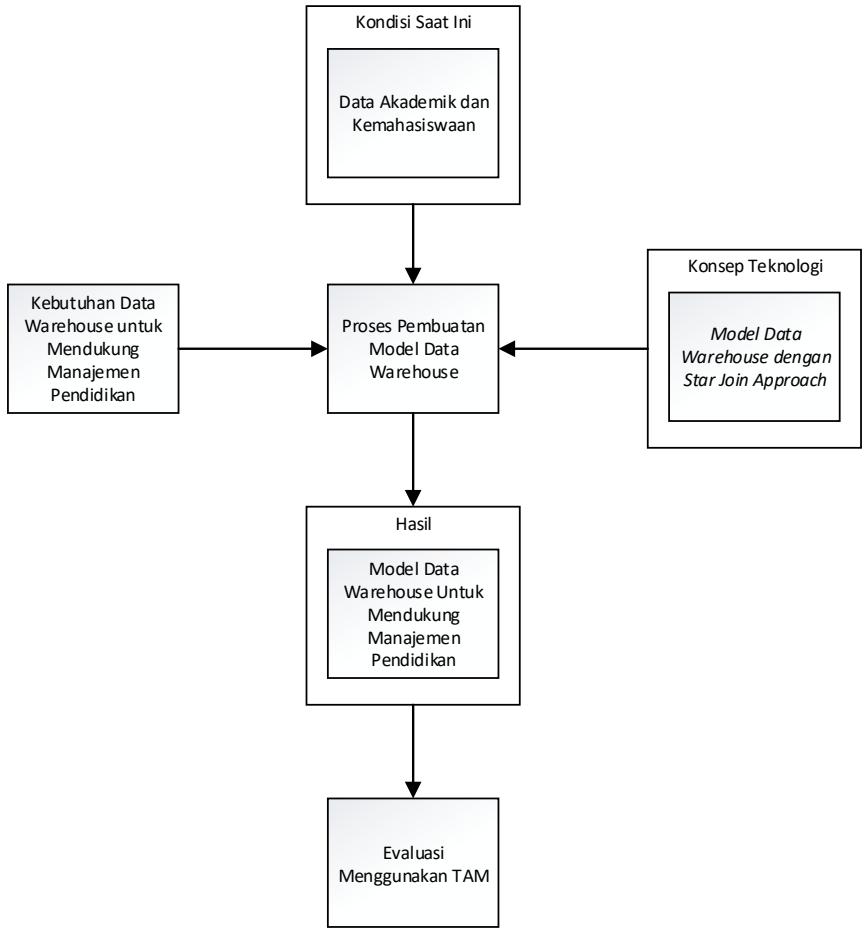 Kondisi Saat Ini
Data Akademik dan
Kemahasiswaan
Kebutuhan Data
Warehouse untuk
Mendukung
Manajemen
Pendidikan
Proses Pembuatan
Model Data
Warehouse
Konsep Teknologi
Model Data
Warehouse dengan
Star Join Approach
Hasil
Model Data
Warehouse Untuk
Mendukung
Manajemen
Pendidikan
Evaluasi
Menggunakan TAM